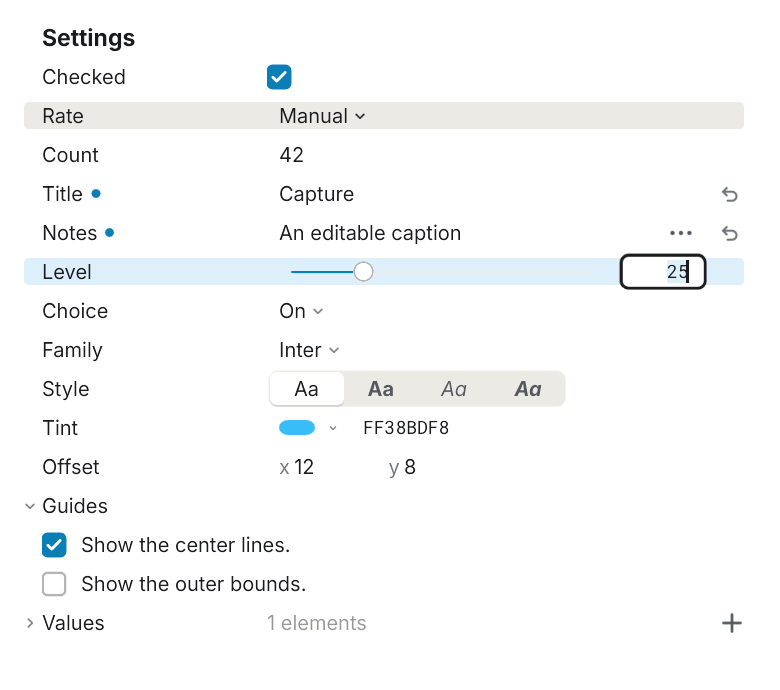 Settings
Checked
Rate Manual
Count 42
Title Capture
Notes An editable caption ...
Level 25
Choice On
Family Inter
Style Aa Aa Aa Aa
Tint FF38BDF8
Offset x 12 y 8
Guides
Show the center lines.
Show the outer bounds.
Values 1 elements